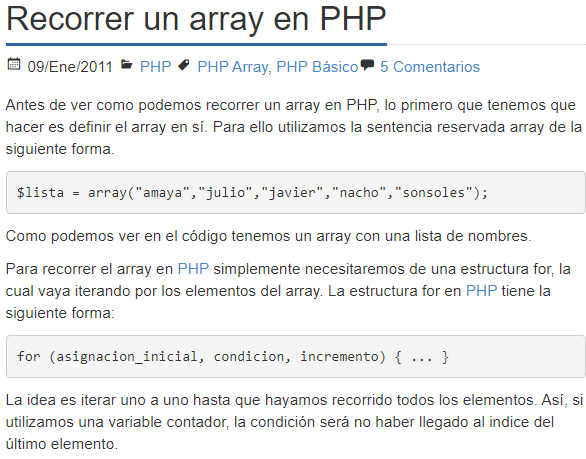 Recorrer un array en PHP
09/Ene/2011 PHP PHP Array, PHP Básico 5 Comentarios
Antes de ver como podemos recorrer un array en PHP, lo primero que tenemos que
hacer es definir el array en sí. Para ello utilizamos la sentencia reservada array de la
siguiente forma.
$lista = array("amaya","julio","javier","nacho","sonsoles");
Como podemos ver en el código tenemos un array con una lista de nombres.
Para recorrer el array en PHP simplemente necesitaremos de una estructura for, la
cual vaya iterando por los elementos del array. La estructura for en PHP tiene la
siguiente forma:
for (asignacion_inicial, condicion, incremento) { ... }
La idea es iterar uno a uno hasta que hayamos recorrido todos los elementos. Así, si
utilizamos una variable contador, la condición será no haber llegado al indice del
último elemento.